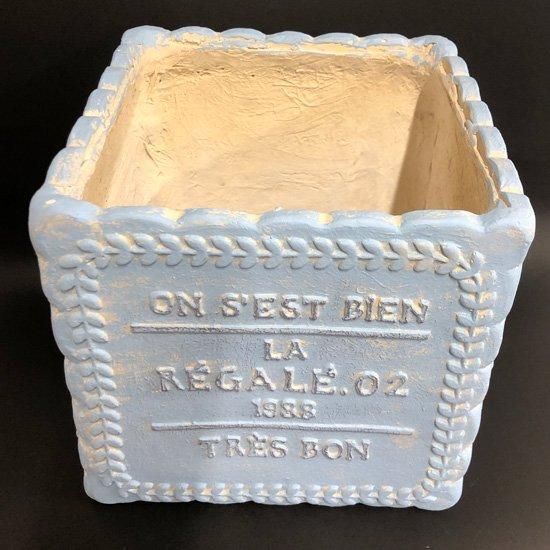 ON S'EST BIEN
LA
RÉGALÉ.02
1988
TRÈS BON